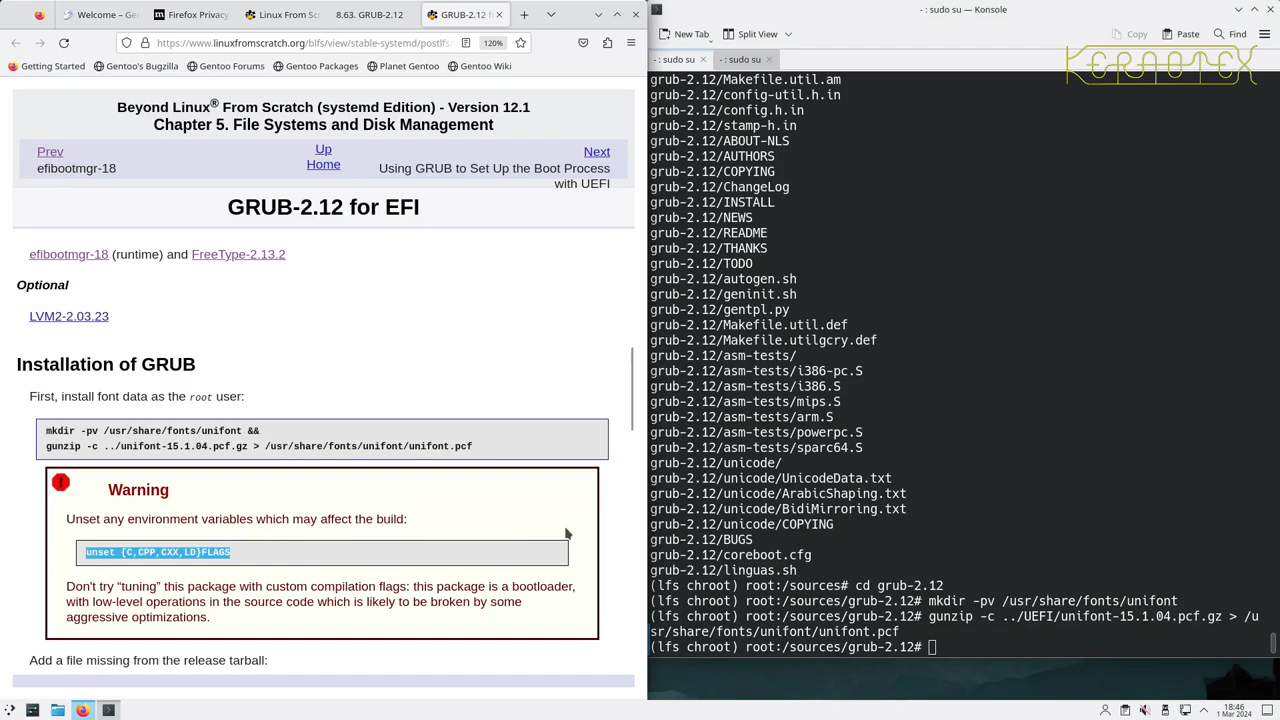 Welcome – Ge
Firefox Privacy
Linux From Sc
8.63. GRUB-2.12
GRUB-2.12 f
https://www.linuxfromscratch.org/blfs/view/stable-systemd/postlfs
120%
Getting Started
Gentoo's Bugzilla
Gentoo Forums
Gentoo Packages
Planet Gentoo
Gentoo Wiki
Beyond Linux® From Scratch (systemd Edition) - Version 12.1
Chapter 5. File Systems and Disk Management
Prev
efibootmgr-18
Up
Home
Next
Using GRUB to Set Up the Boot Process
with UEFI
GRUB-2.12 for EFI
efibootmgr-18 (runtime) and FreeType-2.13.2
Optional
LVM2-2.03.23
Installation of GRUB
First, install font data as the root user:
mkdir -pv /usr/share/fonts/unifont &&
gunzip -c ../unifont-15.1.04.pcf.gz > /usr/share/fonts/unifont/unifont.pcf
Warning
Unset any environment variables which may affect the build:
unset {C,CPP,CXX,LD}FLAGS
Don't try “tuning” this package with custom compilation flags: this package is a bootloader,
with low-level operations in the source code which is likely to be broken by some
aggressive optimizations.
Add a file missing from the release tarball:
- : sudo su — Konsole
New Tab
Split View
Copy
Paste
Find
- : sudo su
- : sudo su
KERNOTEX
grub-2.12/Makefile.util.am
grub-2.12/config-util.h.in
grub-2.12/config.h.in
grub-2.12/stamp-h.in
grub-2.12/ABOUT-NLS
grub-2.12/AUTHORS
grub-2.12/COPYING
grub-2.12/ChangeLog
grub-2.12/INSTALL
grub-2.12/NEWS
grub-2.12/README
grub-2.12/THANKS
grub-2.12/TODO
grub-2.12/autogen.sh
grub-2.12/geninit.sh
grub-2.12/gentpl.py
grub-2.12/Makefile.util.def
grub-2.12/Makefile.utilgcry.def
grub-2.12/asm-tests/
grub-2.12/asm-tests/i386-pc.S
grub-2.12/asm-tests/i386.S
grub-2.12/asm-tests/mips.S
grub-2.12/asm-tests/arm.S
grub-2.12/asm-tests/powerpc.S
grub-2.12/asm-tests/sparc64.S
grub-2.12/unicode/
grub-2.12/unicode/UnicodeData.txt
grub-2.12/unicode/ArabicShaping.txt
grub-2.12/unicode/BidiMirroring.txt
grub-2.12/unicode/COPYING
grub-2.12/BUGS
grub-2.12/coreboot.cfg
grub-2.12/linguas.sh
(lfs chroot) root:/sources# cd grub-2.12
(lfs chroot) root:/sources/grub-2.12# mkdir -pv /usr/share/fonts/unifont
(lfs chroot) root:/sources/grub-2.12# gunzip -c ../UEFI/unifont-15.1.04.pcf.gz > /u
sr/share/fonts/unifont/unifont.pcf
(lfs chroot) root:/sources/grub-2.12#
18:46
1 Mar 2024